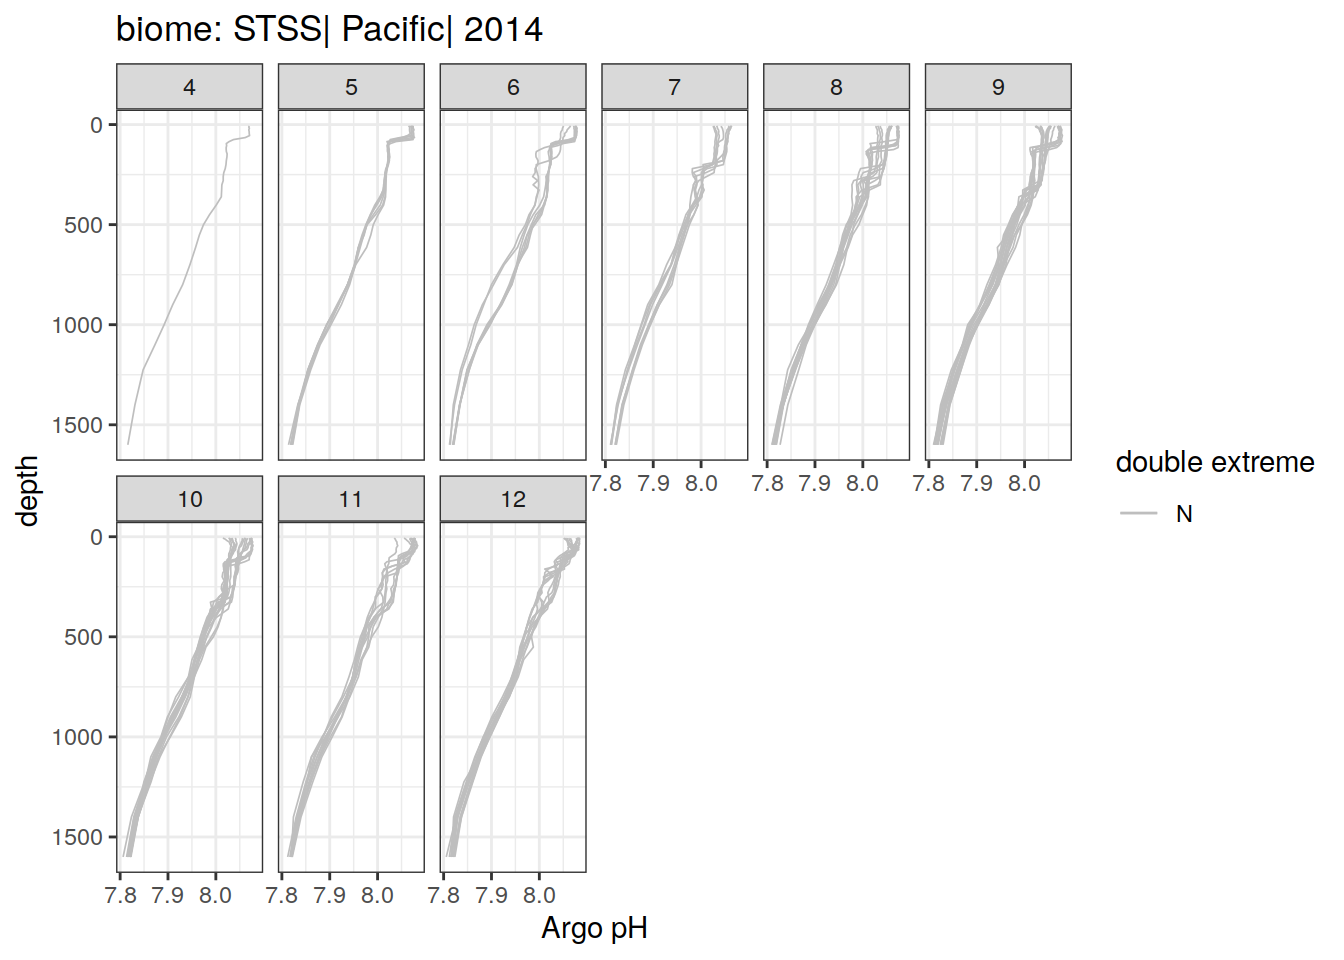 biome: STSS| Pacific| 2014
4 5 6 7 8 9
0
500
1000
1500
7.8 7.9 8.0 7.8 7.9 8.0 7.8 7.9 8.0
10 11 12
0
500
1000
1500
7.8 7.9 8.0 7.8 7.9 8.0 7.8 7.9 8.0
Argo pH
depth
double extreme
N